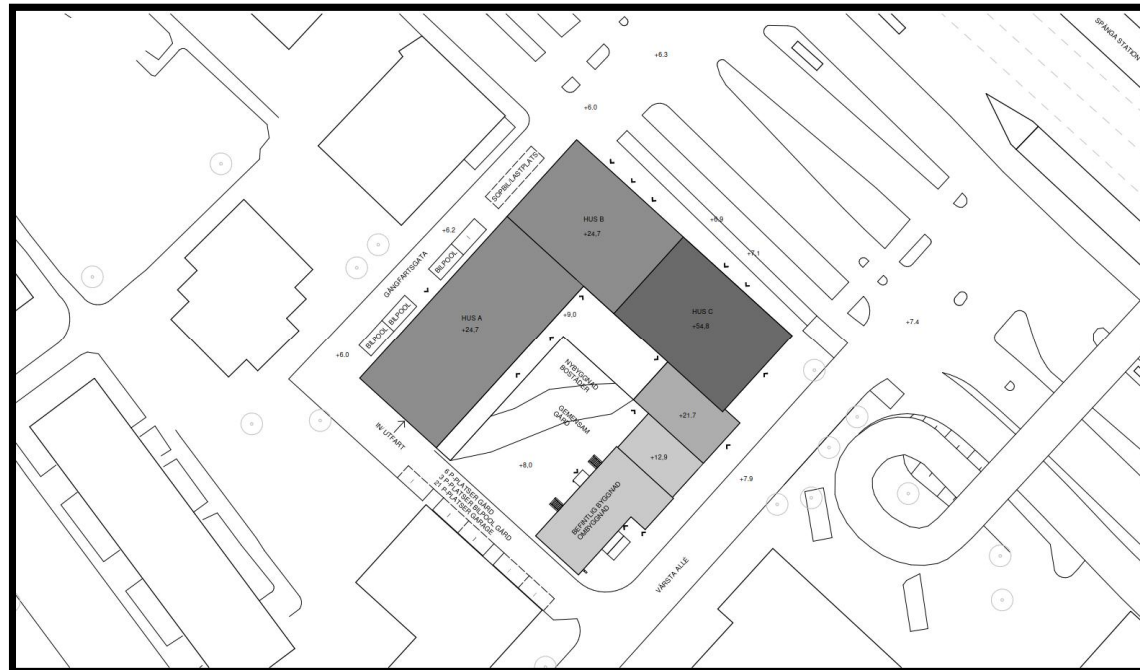 SPÅNGA STATION
+6.3
+6.0
SOPBIL/LASTPLATS
HUS B
+24,7
+6.9
+6.2
BILPOOL
+7.1
GÅNGFARTSGATA
BILPOOL
BILPOOL
HUS A
+24,7
+9,0
HUS C
+54,8
+7.4
+6.0
NYBYGGNAD
BOSTÄDER
GEMENSAM
GÅRD
+21,7
IN/ UTFART
+8,0
+12,9
+7.9
6 P-PLATSER GÅRD
3 P-PLATSER BILPOOL GÅRD
21 P-PLATSER GARAGE
BEFINTLIG BYGGNAD
OMBYGGNAD
VÅRSTA ALLE